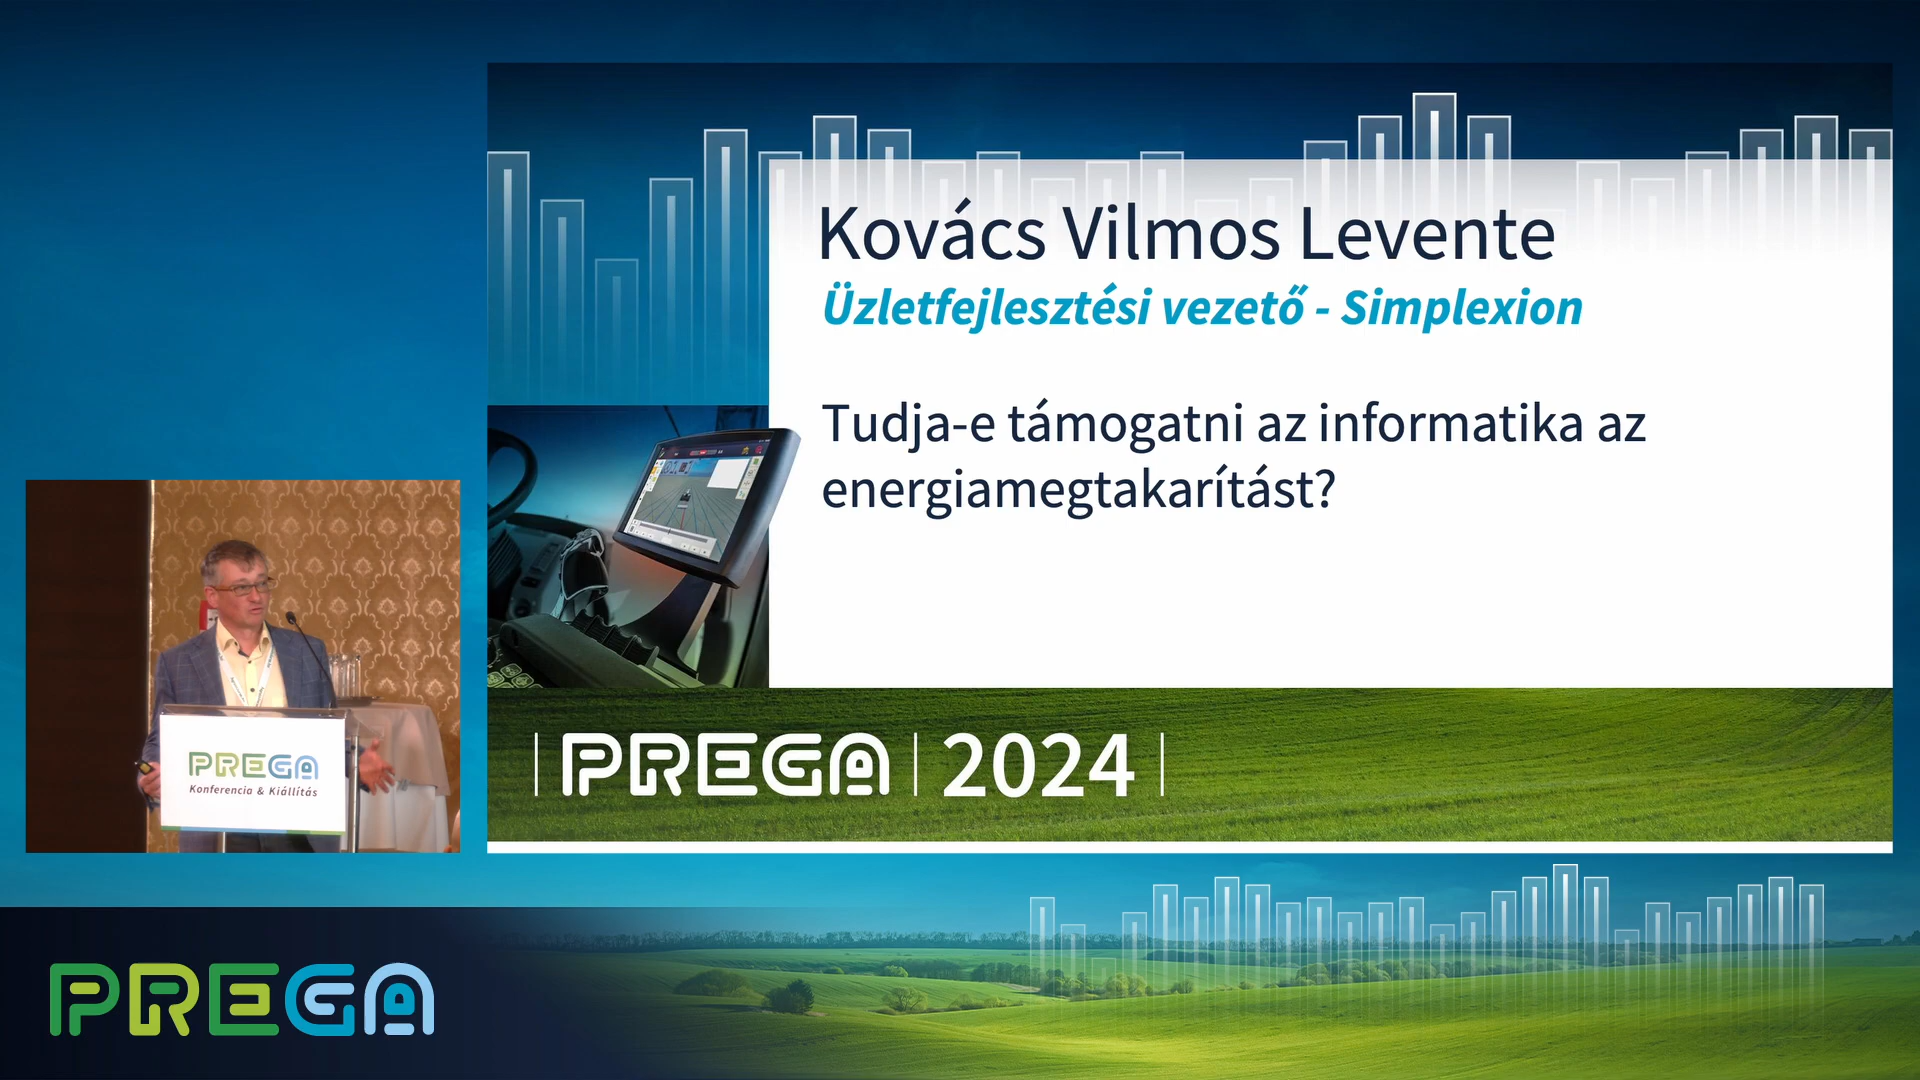 Kovács Vilmos Levente
Üzletfejlesztési vezető - Simplexion
Tudja-e támogatni az informatika az
energiamegtakarítást?
PREGA 2024
PREGA
Konferencia & Kiállítás
PREGA